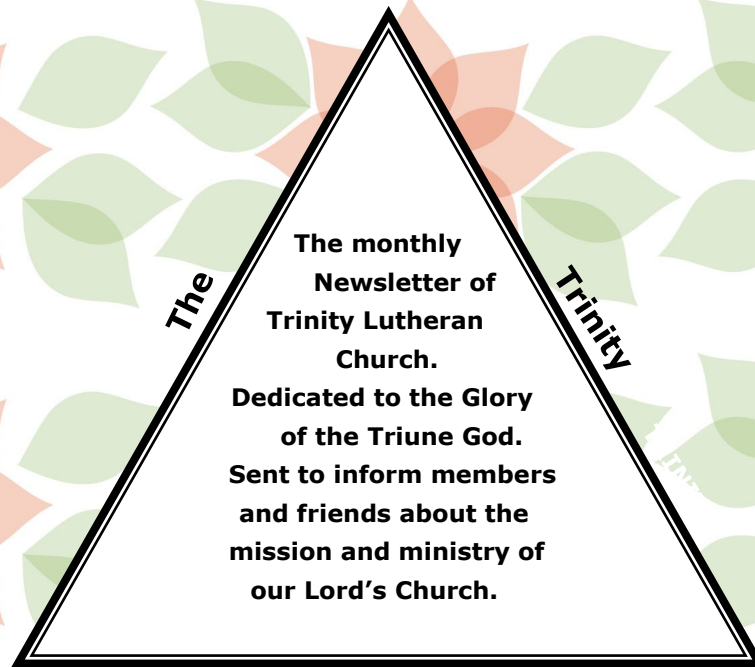 The
Trinity
The monthly
Newsletter of
Trinity Lutheran
Church.
Dedicated to the Glory
of the Triune God.
Sent to inform members
and friends about the
mission and ministry of
our Lord’s Church.